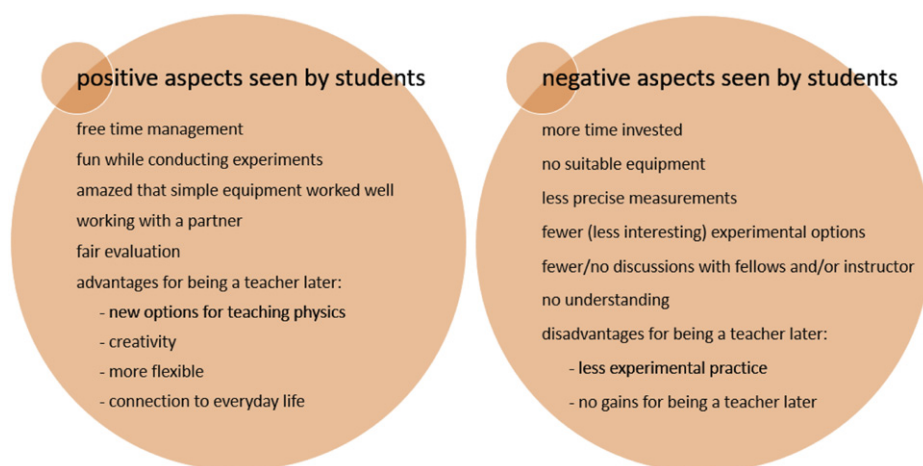 positive aspects seen by students
free time management
fun while conducting experiments
amazed that simple equipment worked well
working with a partner
fair evaluation
advantages for being a teacher later:
- new options for teaching physics
- creativity
- more flexible
- connection to everyday life
negative aspects seen by students
more time invested
no suitable equipment
less precise measurements
fewer (less interesting) experimental options
fewer/no discussions with fellows and/or instructor
no understanding
disadvantages for being a teacher later:
- less experimental practice
- no gains for being a teacher later